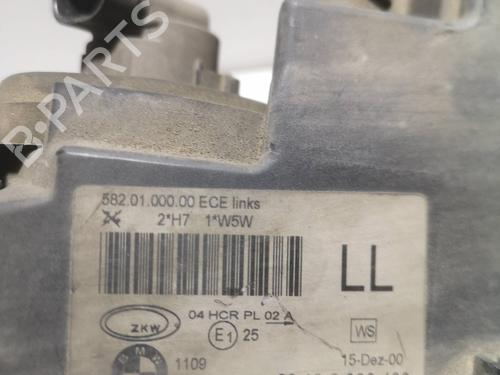 B-PARTS
582.01.000.00 ECE links
2*H7 1*W5W
LL
ZKW
04 HCR PL 02 A
E1 25
WS
BMW
1109
15-Dez-00